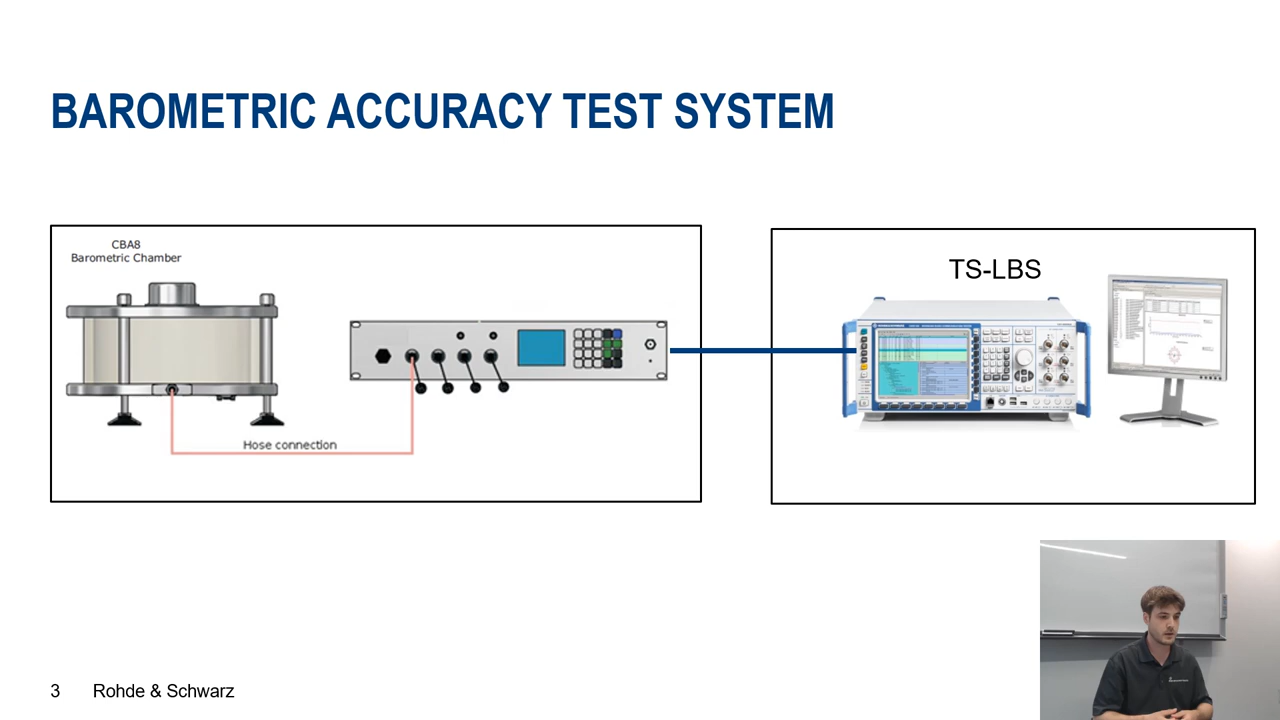 BAROMETRIC ACCURACY TEST SYSTEM
CBA8
Barometric Chamber
Hose connection
TS-LBS
3 Rohde & Schwarz